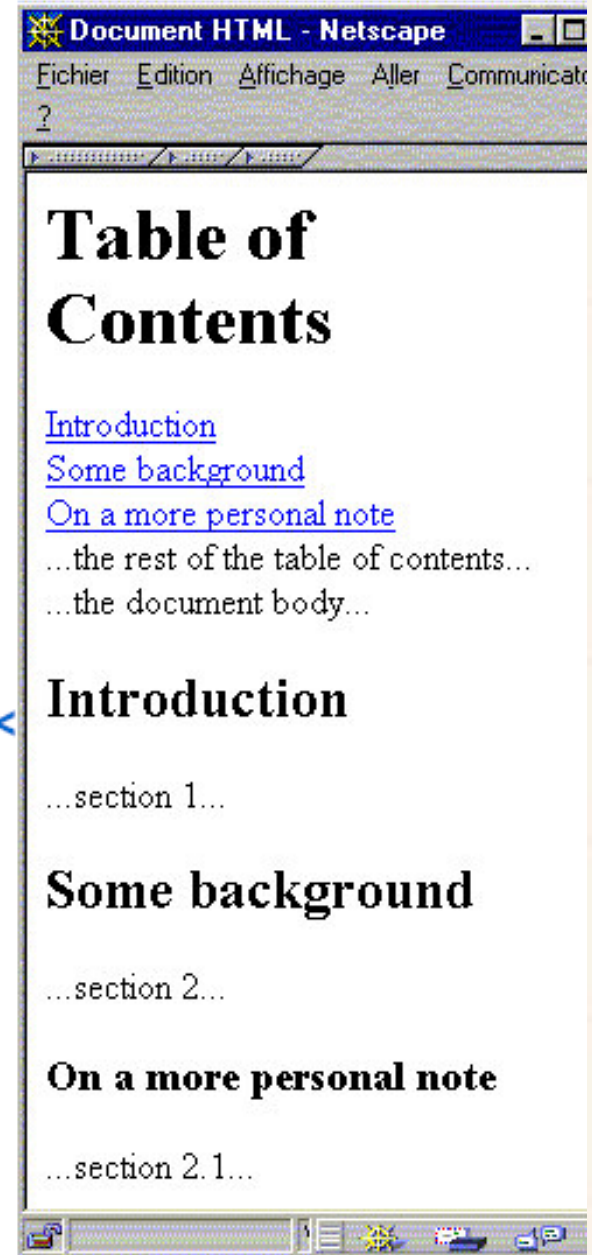 Document HTML - Netscape
Fichier Edition Affichage Aller Communicato
?
Table of
Contents
Introduction
Some background
On a more personal note
...the rest of the table of contents...
...the document body...
Introduction
<
...section 1...
Some background
...section 2...
On a more personal note
...section 2.1...